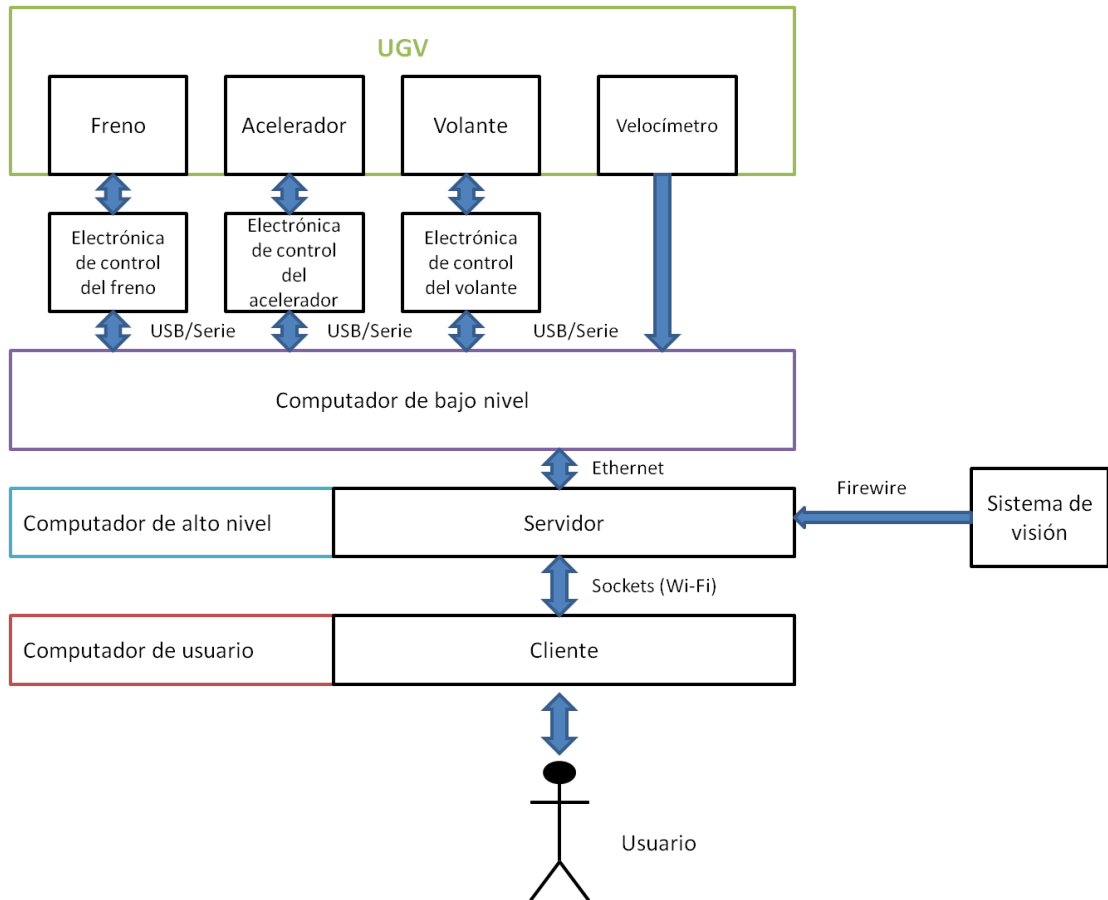 UGV
Freno
Acelerador
Volante
Velocímetro
Electrónica
de control
del freno
Electrónica
de control
del
acelerador
Electrónica
de control
del volante
USB/Serie
USB/Serie
USB/Serie
Computador de bajo nivel
Ethernet
Computador de alto nivel
Servidor
Firewire
Sistema de
visión
Sockets (Wi-Fi)
Computador de usuario
Cliente
Usuario